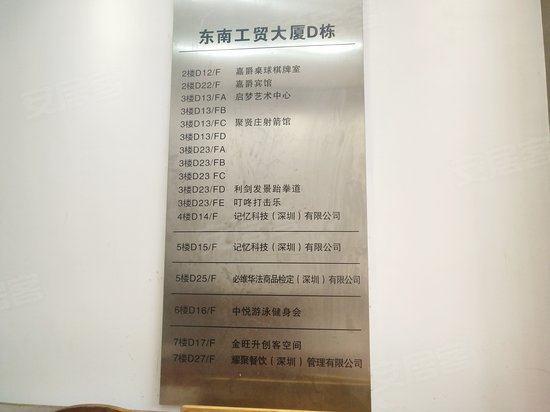 东南工贸大厦D栋
2楼D12/F 嘉爵桌球棋牌室
2楼D22/F 嘉爵宾馆
3楼D13/FA 启梦艺术中心
3楼D13/FB
3楼D13/FC 聚贤庄射箭馆
3楼D13/FD
3楼D23/FA
3楼D23/FB
3楼D23 FC
3楼D23/FD 利剑发景跆拳道
3楼D23/FE 叮咚打击乐
4楼D14/F 记忆科技(深圳)有限公司
5楼D15/F 记忆科技(深圳)有限公司
5楼D25/F 必维华法商品检定(深圳)有限公司
6楼D16/F 中悦游泳健身会
7楼D17/F 金旺升创客空间
7楼D27/F 耀聚餐饮(深圳)管理有限公司